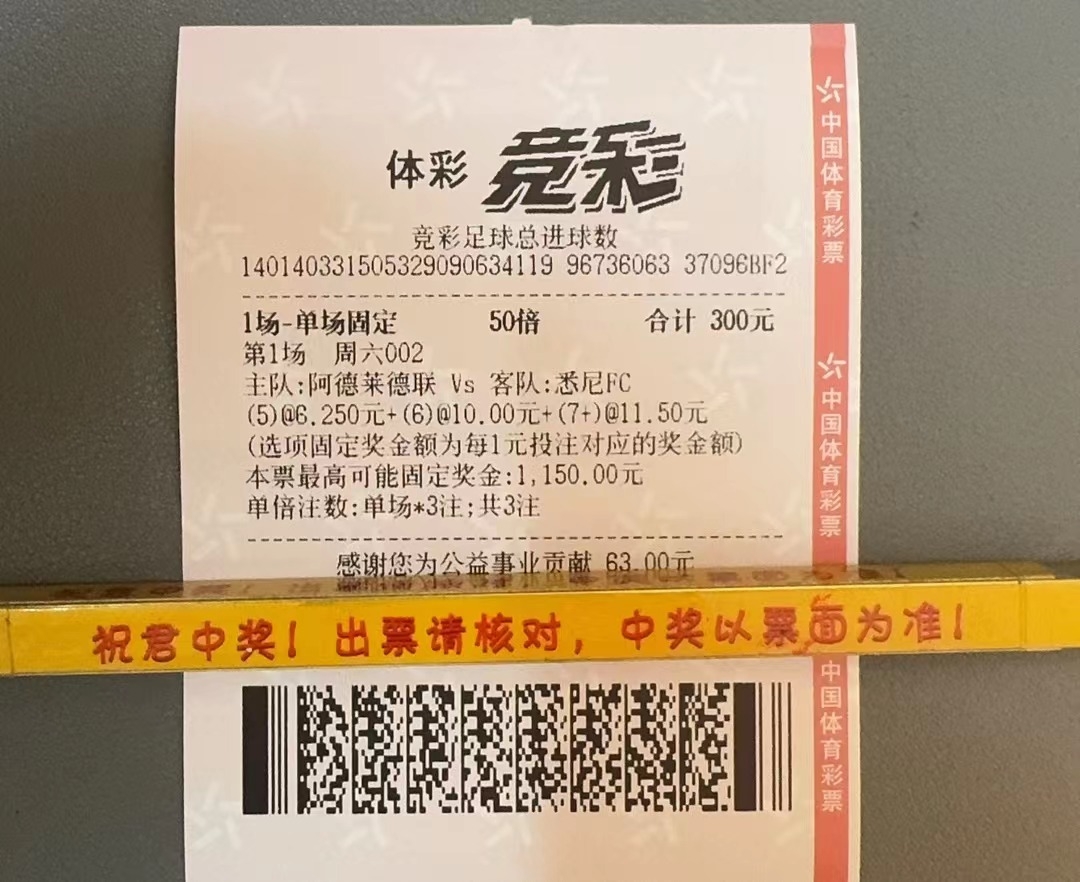 体彩 竞彩
竞彩足球总进球数
140140331505329090634119 96736063 37096BF2
1场-单场固定 50倍 合计 300元
第1场 周六002
主队:阿德莱德联 Vs 客队:悉尼FC
(5)@6.250元+(6)@10.00元+(7+)@11.50元
(选项固定奖金额为每1元投注对应的奖金额)
本票最高可能固定奖金:1,150.00元
单倍注数:单场*3注;共3注
感谢您为公益事业贡献 63.00元
祝君中奖! 出票请核对, 中奖以票面为准!
中国体育彩票
中国体育彩票
中国体育彩票